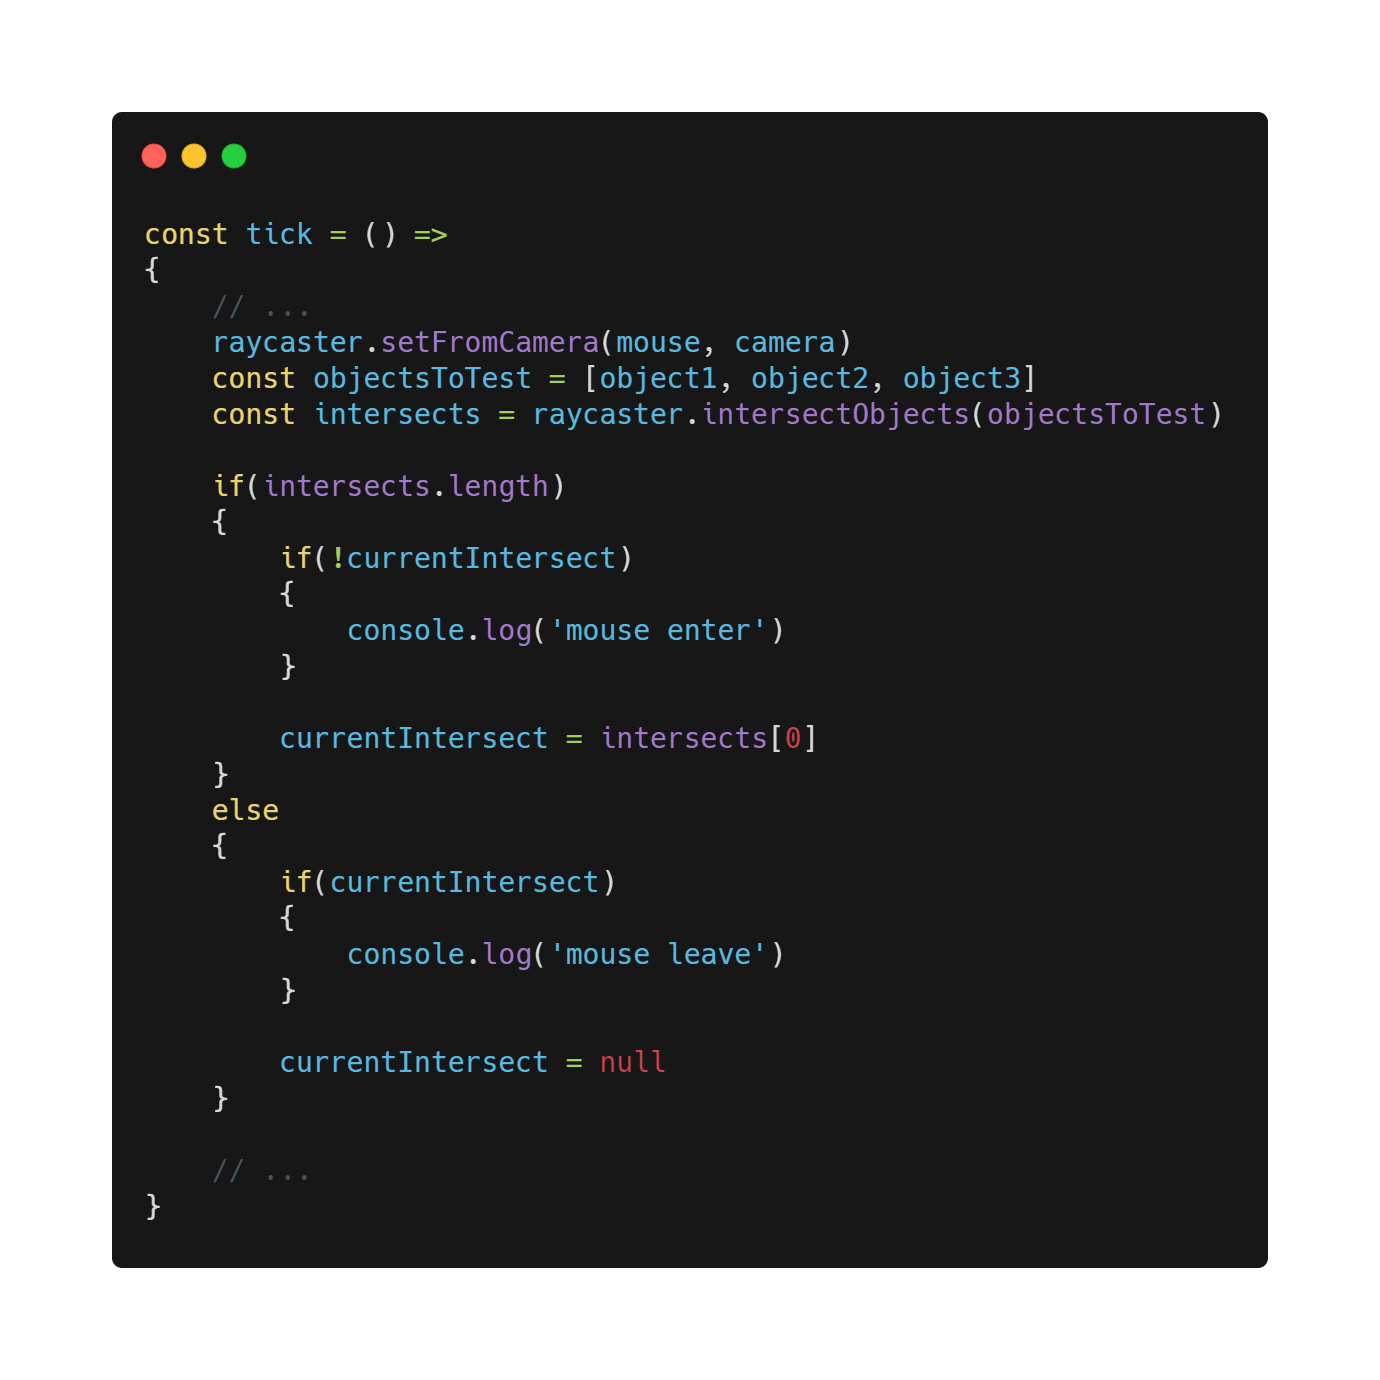 const tick = () =>
{
    // ...
    raycaster.setFromCamera(mouse, camera)
    const objectsToTest = [object1, object2, object3]
    const intersects = raycaster.intersectObjects(objectsToTest)

    if(intersects.length)
    {
        if(!currentIntersect)
        {
            console.log('mouse enter')
        }

        currentIntersect = intersects[0]
    }
    else
    {
        if(currentIntersect)
        {
            console.log('mouse leave')
        }

        currentIntersect = null
    }

    // ...
}